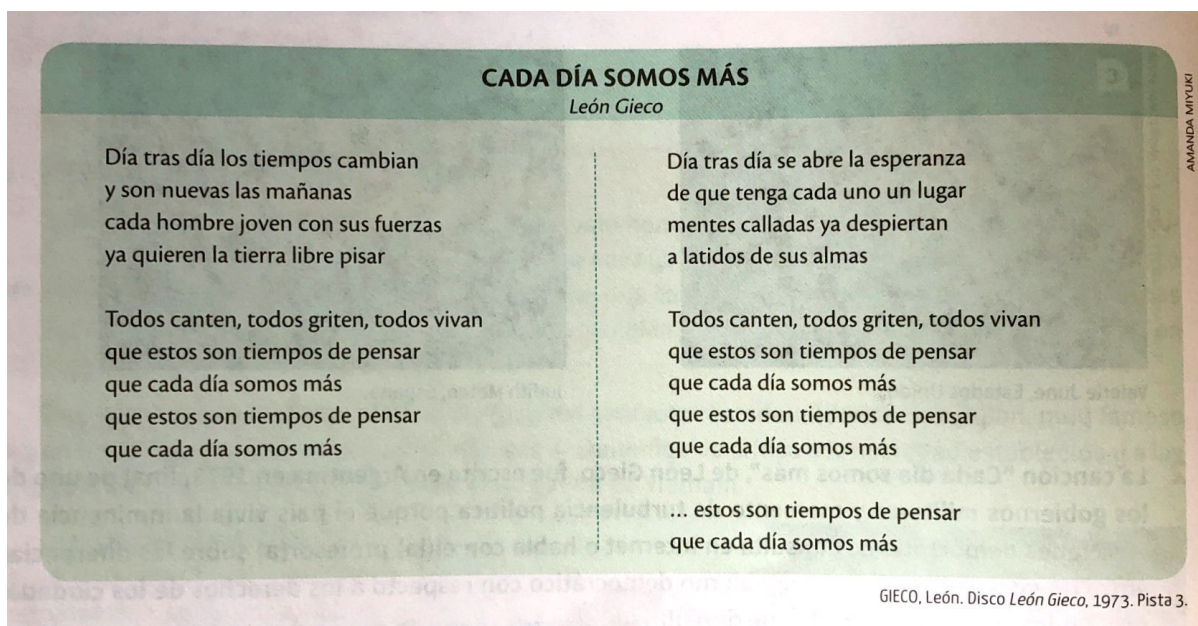 CADA DÍA SOMOS MÁS
León Gieco
Día tras día los tiempos cambian
y son nuevas las mañanas
cada hombre joven con sus fuerzas
ya quieren la tierra libre pisar
Todos canten, todos griten, todos vivan
que estos son tiempos de pensar
que cada día somos más
que estos son tiempos de pensar
que cada día somos más
Día tras día se abre la esperanza
de que tenga cada uno un lugar
mentes calladas ya despiertan
a latidos de sus almas
Todos canten, todos griten, todos vivan
que estos son tiempos de pensar
que cada día somos más
que estos son tiempos de pensar
que cada día somos más
... estos son tiempos de pensar
que cada día somos más
AMANDA MIYUKI
GIECO, León. Disco León Gieco, 1973. Pista 3.